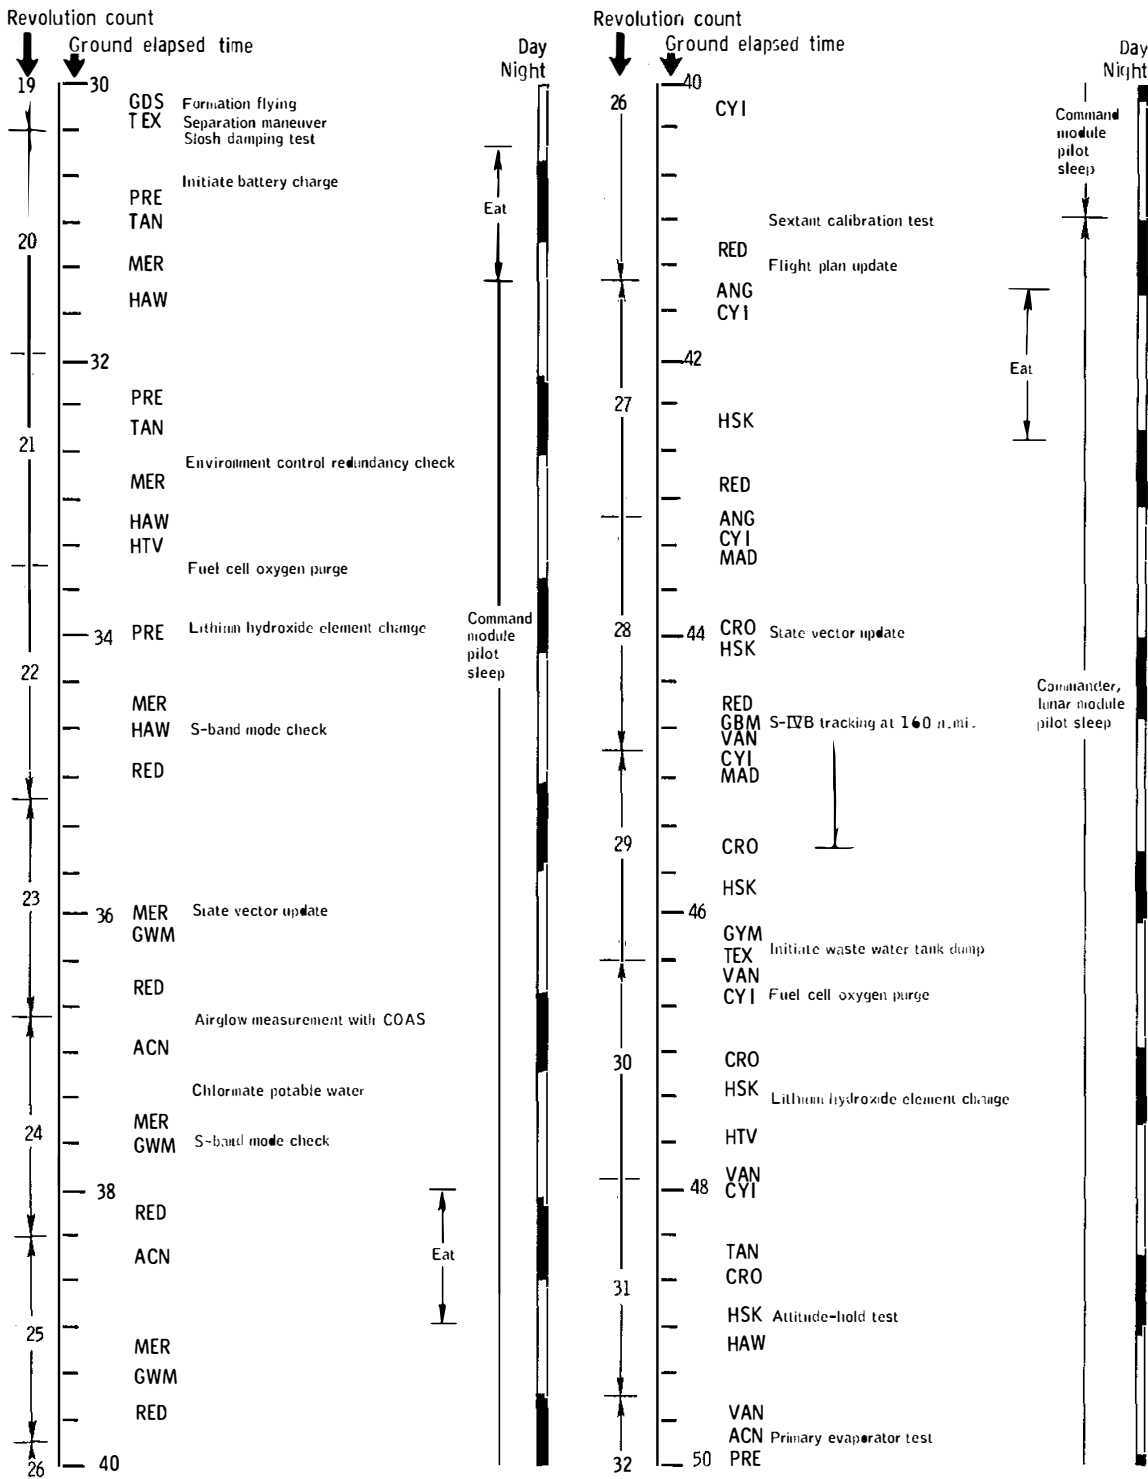 Revolution count
Ground elapsed time
Day
Night
19
30
GDS Formation flying
TEX Separation maneuver
Slosh damping test
Initiate battery charge
PRE
Eat
TAN
20
MER
HAW
32
PRE
TAN
21
Environment control redundancy check
MER
HAW
HTV
Fuel cell oxygen purge
34 PRE Lithium hydroxide element change
Command
module
pilot
sleep
22
MER
HAW S-band mode check
RED
23
36 MER State vector update
GWM
RED
Airglow measurement with COAS
ACN
Chlorinate potable water
MER
24
GWM S-band mode check
38
RED
ACN
Eat
25
MER
GWM
RED
26
40
Revolution count
Ground elapsed time
Day
Night
40
26
CYI
Command
module
pilot
sleep
Sextant calibration test
RED
Flight plan update
ANG
CYI
42
Eat
27
HSK
RED
ANG
CYI
MAD
28
44 CRO State vector update
HSK
Commander,
lunar module
pilot sleep
RED
GBM S-IVB tracking at 160 n.mi.
VAN
CYI
MAD
29
CRO
HSK
46
GYM
TEX Initiate waste water tank dump
VAN
CYI Fuel cell oxygen purge
30
CRO
HSK
Lithium hydroxide element change
HTV
VAN
48 CYI
TAN
CRO
31
HSK Attitude-hold test
HAW
VAN
ACN Primary evaporator test
32
50 PRE